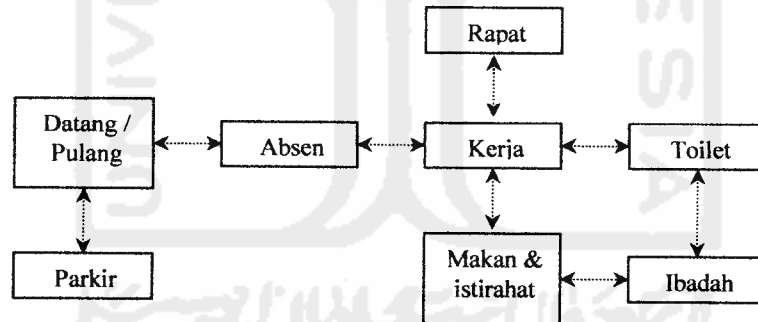 Rapat
Datang /
Pulang
Absen
Kerja
Toilet
Parkir
Makan &
istirahat
Ibadah